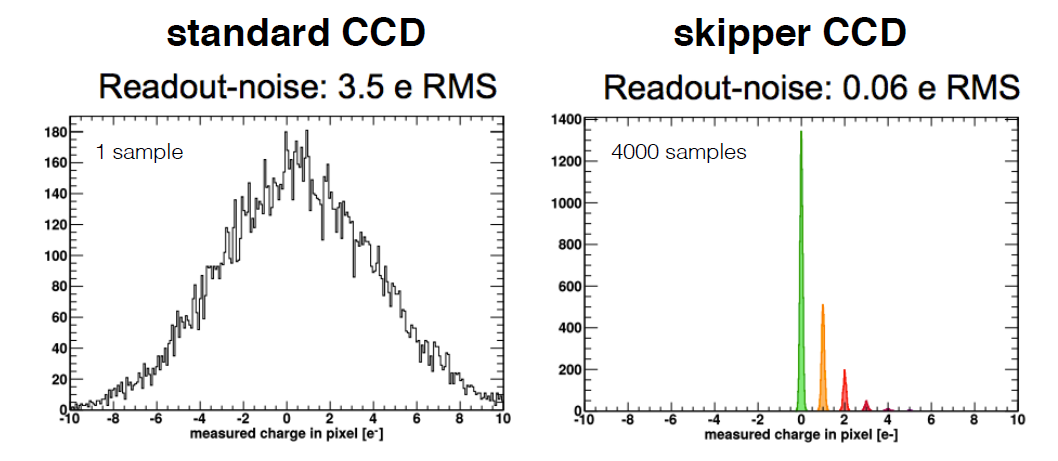 standard CCD
Readout-noise: 3.5 e RMS
1 sample
180
160
140
120
100
80
60
40
20
0
-10 -8 -6 -4 -2 0 2 4 6 8 10
measured charge in pixel [e-]
skipper CCD
Readout-noise: 0.06 e RMS
4000 samples
1400
1200
1000
800
600
400
200
0
-10 -8 -6 -4 -2 0 2 4 6 8 10
measured charge in pixel [e-]